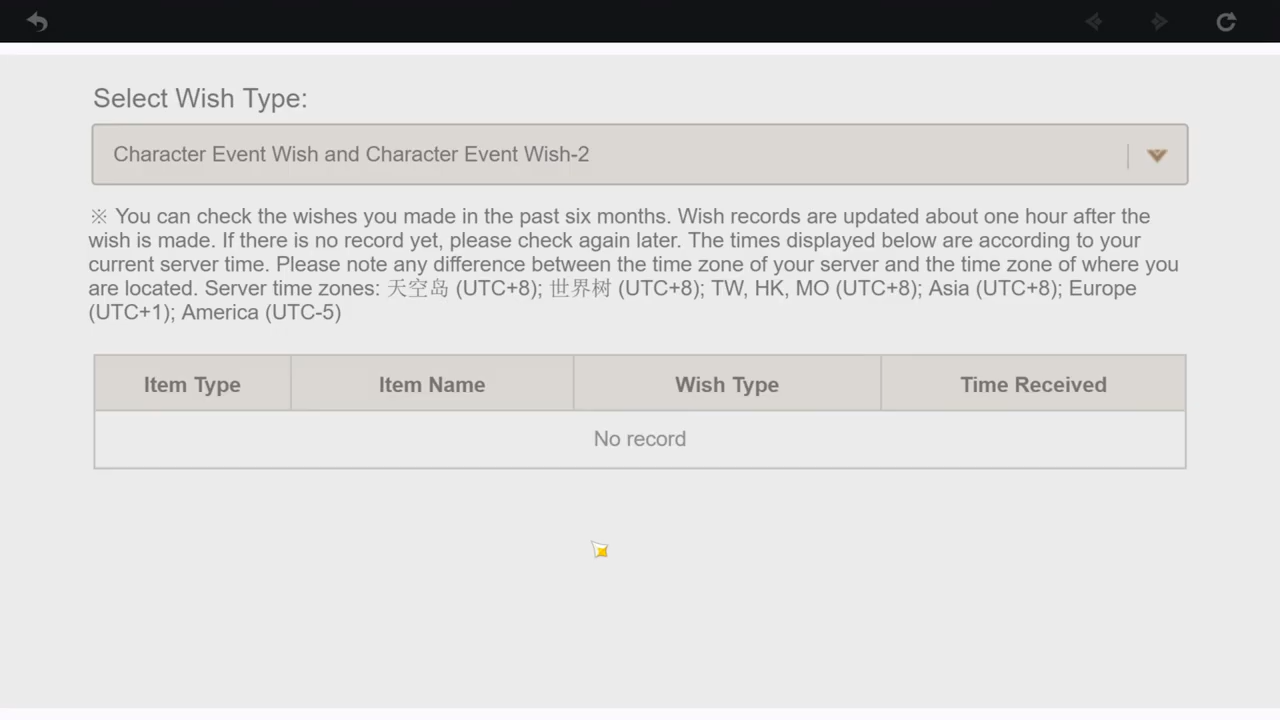 Select Wish Type:
Character Event Wish and Character Event Wish-2
※ You can check the wishes you made in the past six months. Wish records are updated about one hour after the
wish is made. If there is no record yet, please check again later. The times displayed below are according to your
current server time. Please note any difference between the time zone of your server and the time zone of where you
are located. Server time zones: 天空岛 (UTC+8); 世界树 (UTC+8); TW, HK, MO (UTC+8); Asia (UTC+8); Europe
(UTC+1); America (UTC-5)
Item Type Item Name Wish Type Time Received
No record